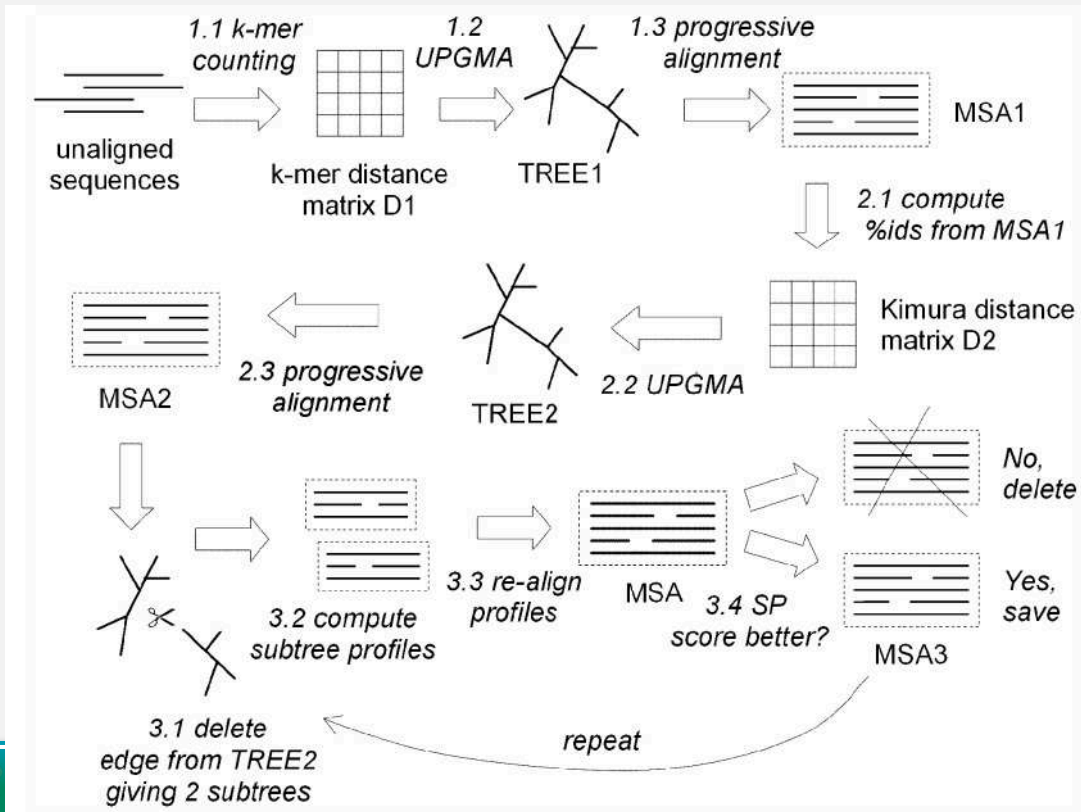 1.1 k-mer
counting
1.2
UPGMA
1.3 progressive
alignment
unaligned
sequences
k-mer distance
matrix D1
TREE1
MSA1
2.1 compute
%ids from MSA1
Kimura distance
matrix D2
2.2 UPGMA
TREE2
2.3 progressive
alignment
MSA2
3.1 delete
edge from TREE2
giving 2 subtrees
3.2 compute
subtree profiles
3.3 re-align
profiles
MSA
3.4 SP
score better?
No,
delete
Yes,
save
MSA3
repeat